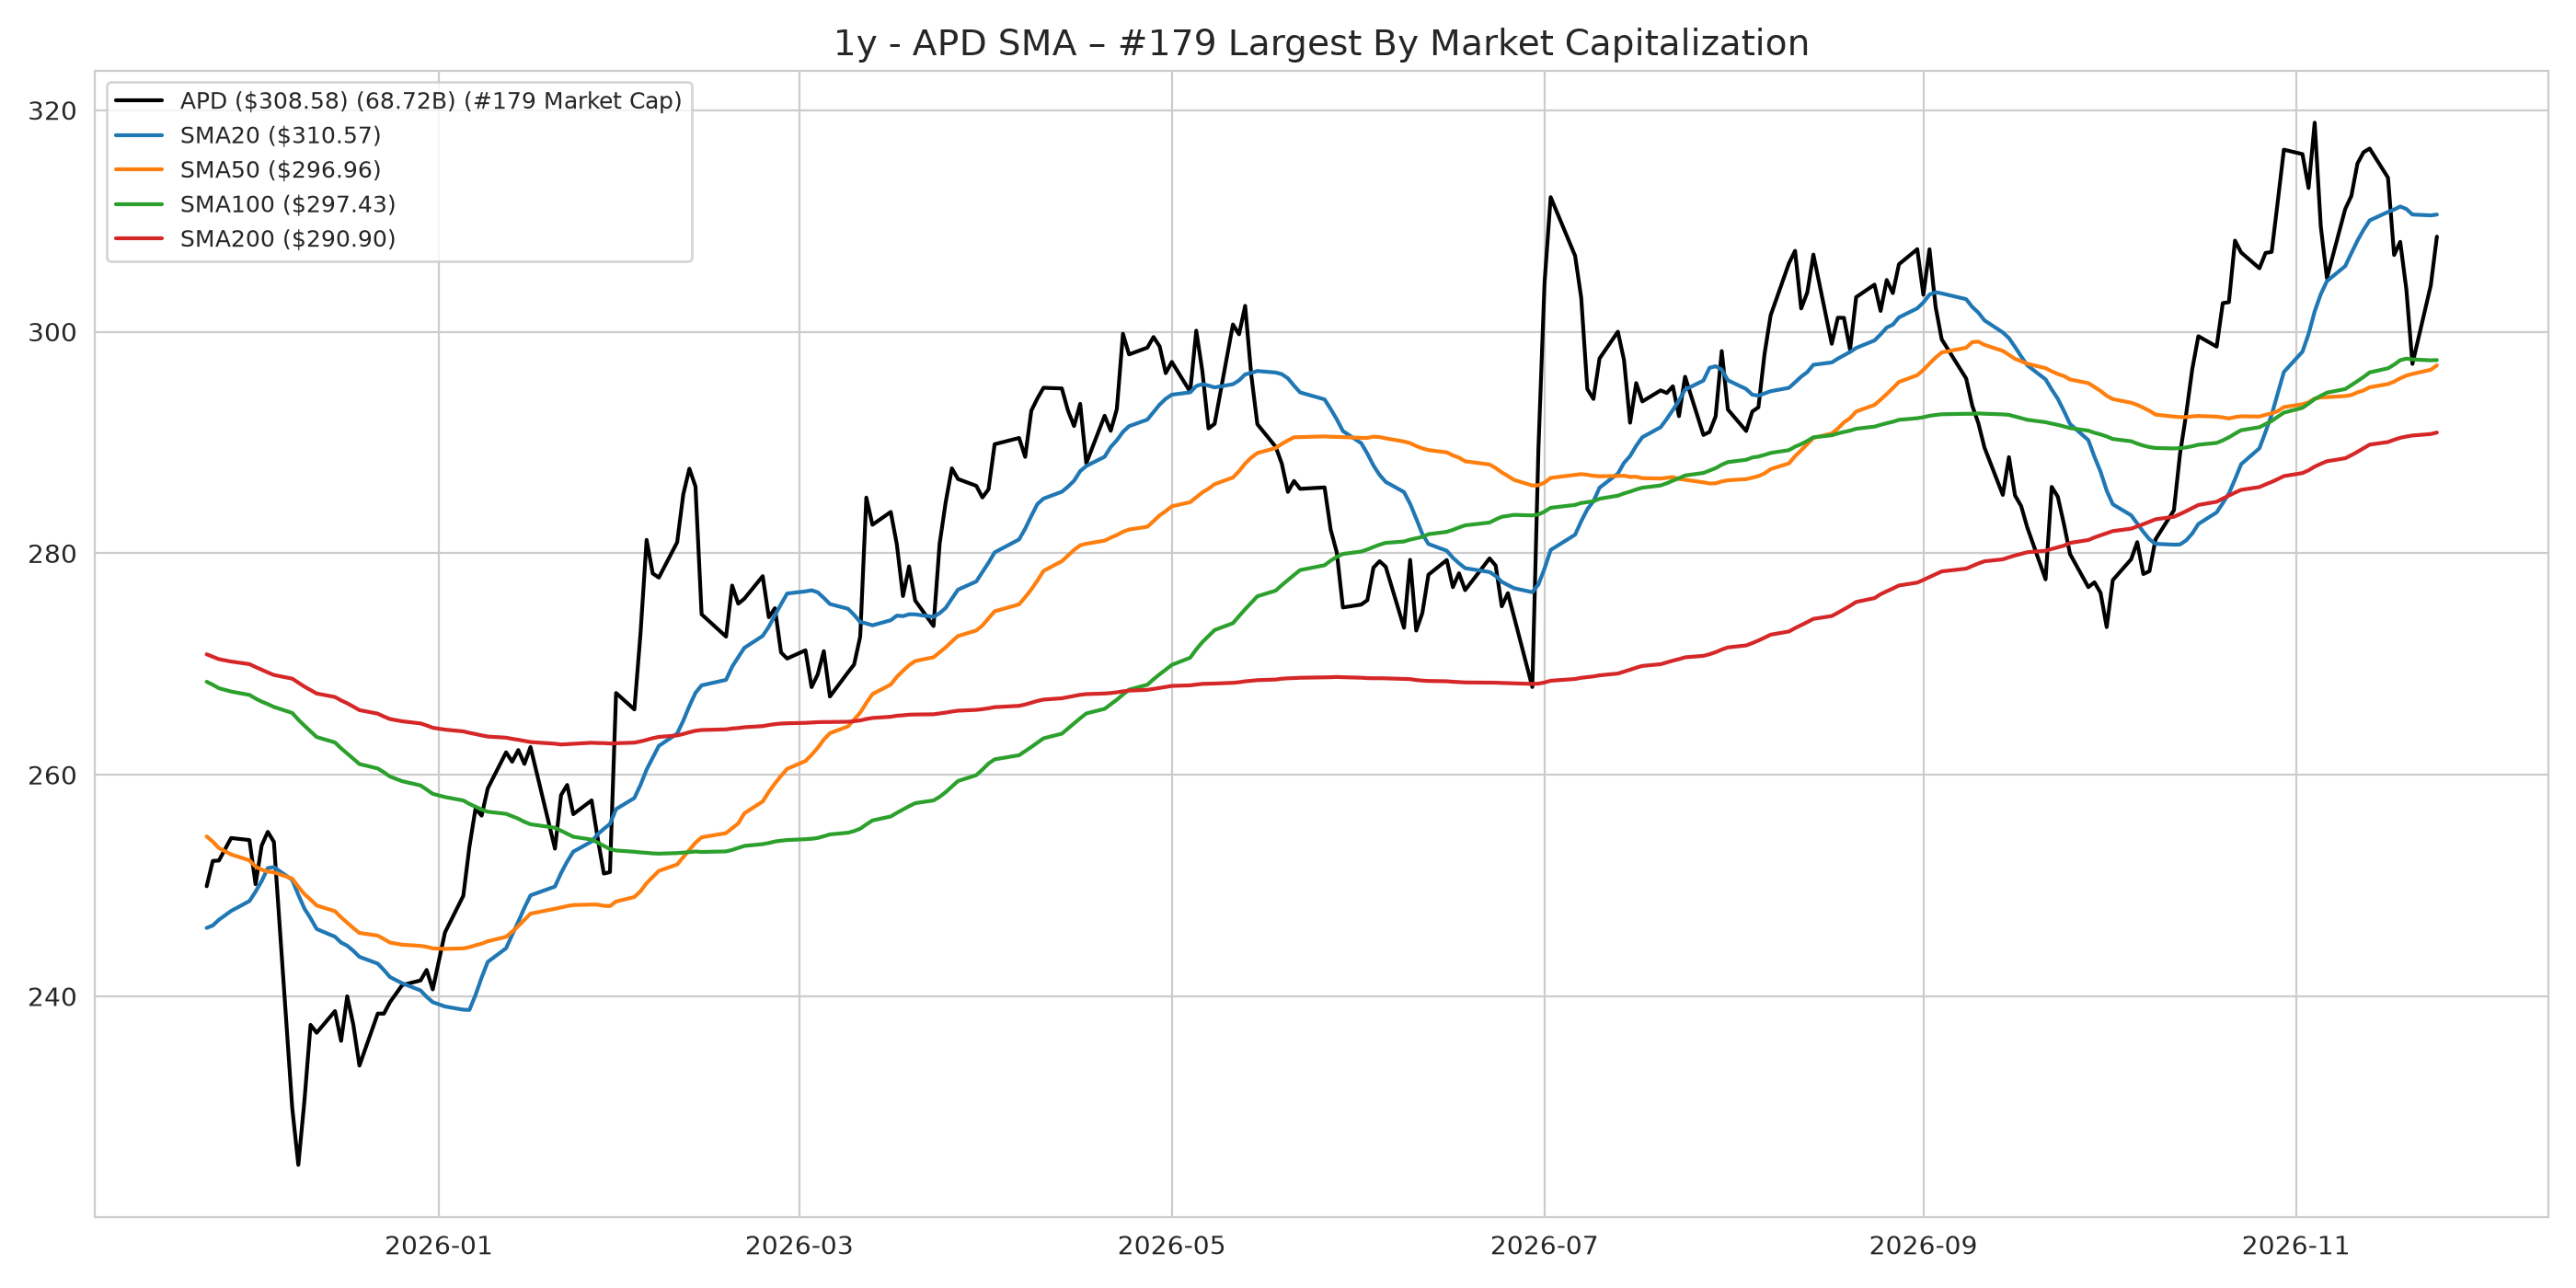 1y - APD SMA – #179 Largest By Market Capitalization
APD ($308.58) (68.72B) (#179 Market Cap)
SMA20 ($310.57)
SMA50 ($296.96)
SMA100 ($297.43)
SMA200 ($290.90)
320
300
280
260
240
2026-01 2026-03 2026-05 2026-07 2026-09 2026-11